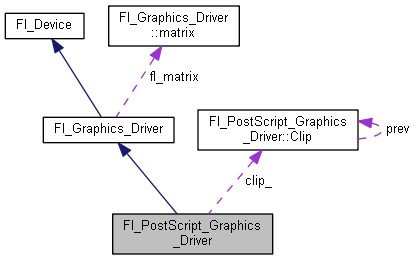 Fl_Device
Fl_Graphics_Driver
::matrix
fl_matrix
Fl_Graphics_Driver
Fl_PostScript_Graphics
_Driver::Clip
prev
clip_
Fl_PostScript_Graphics
_Driver